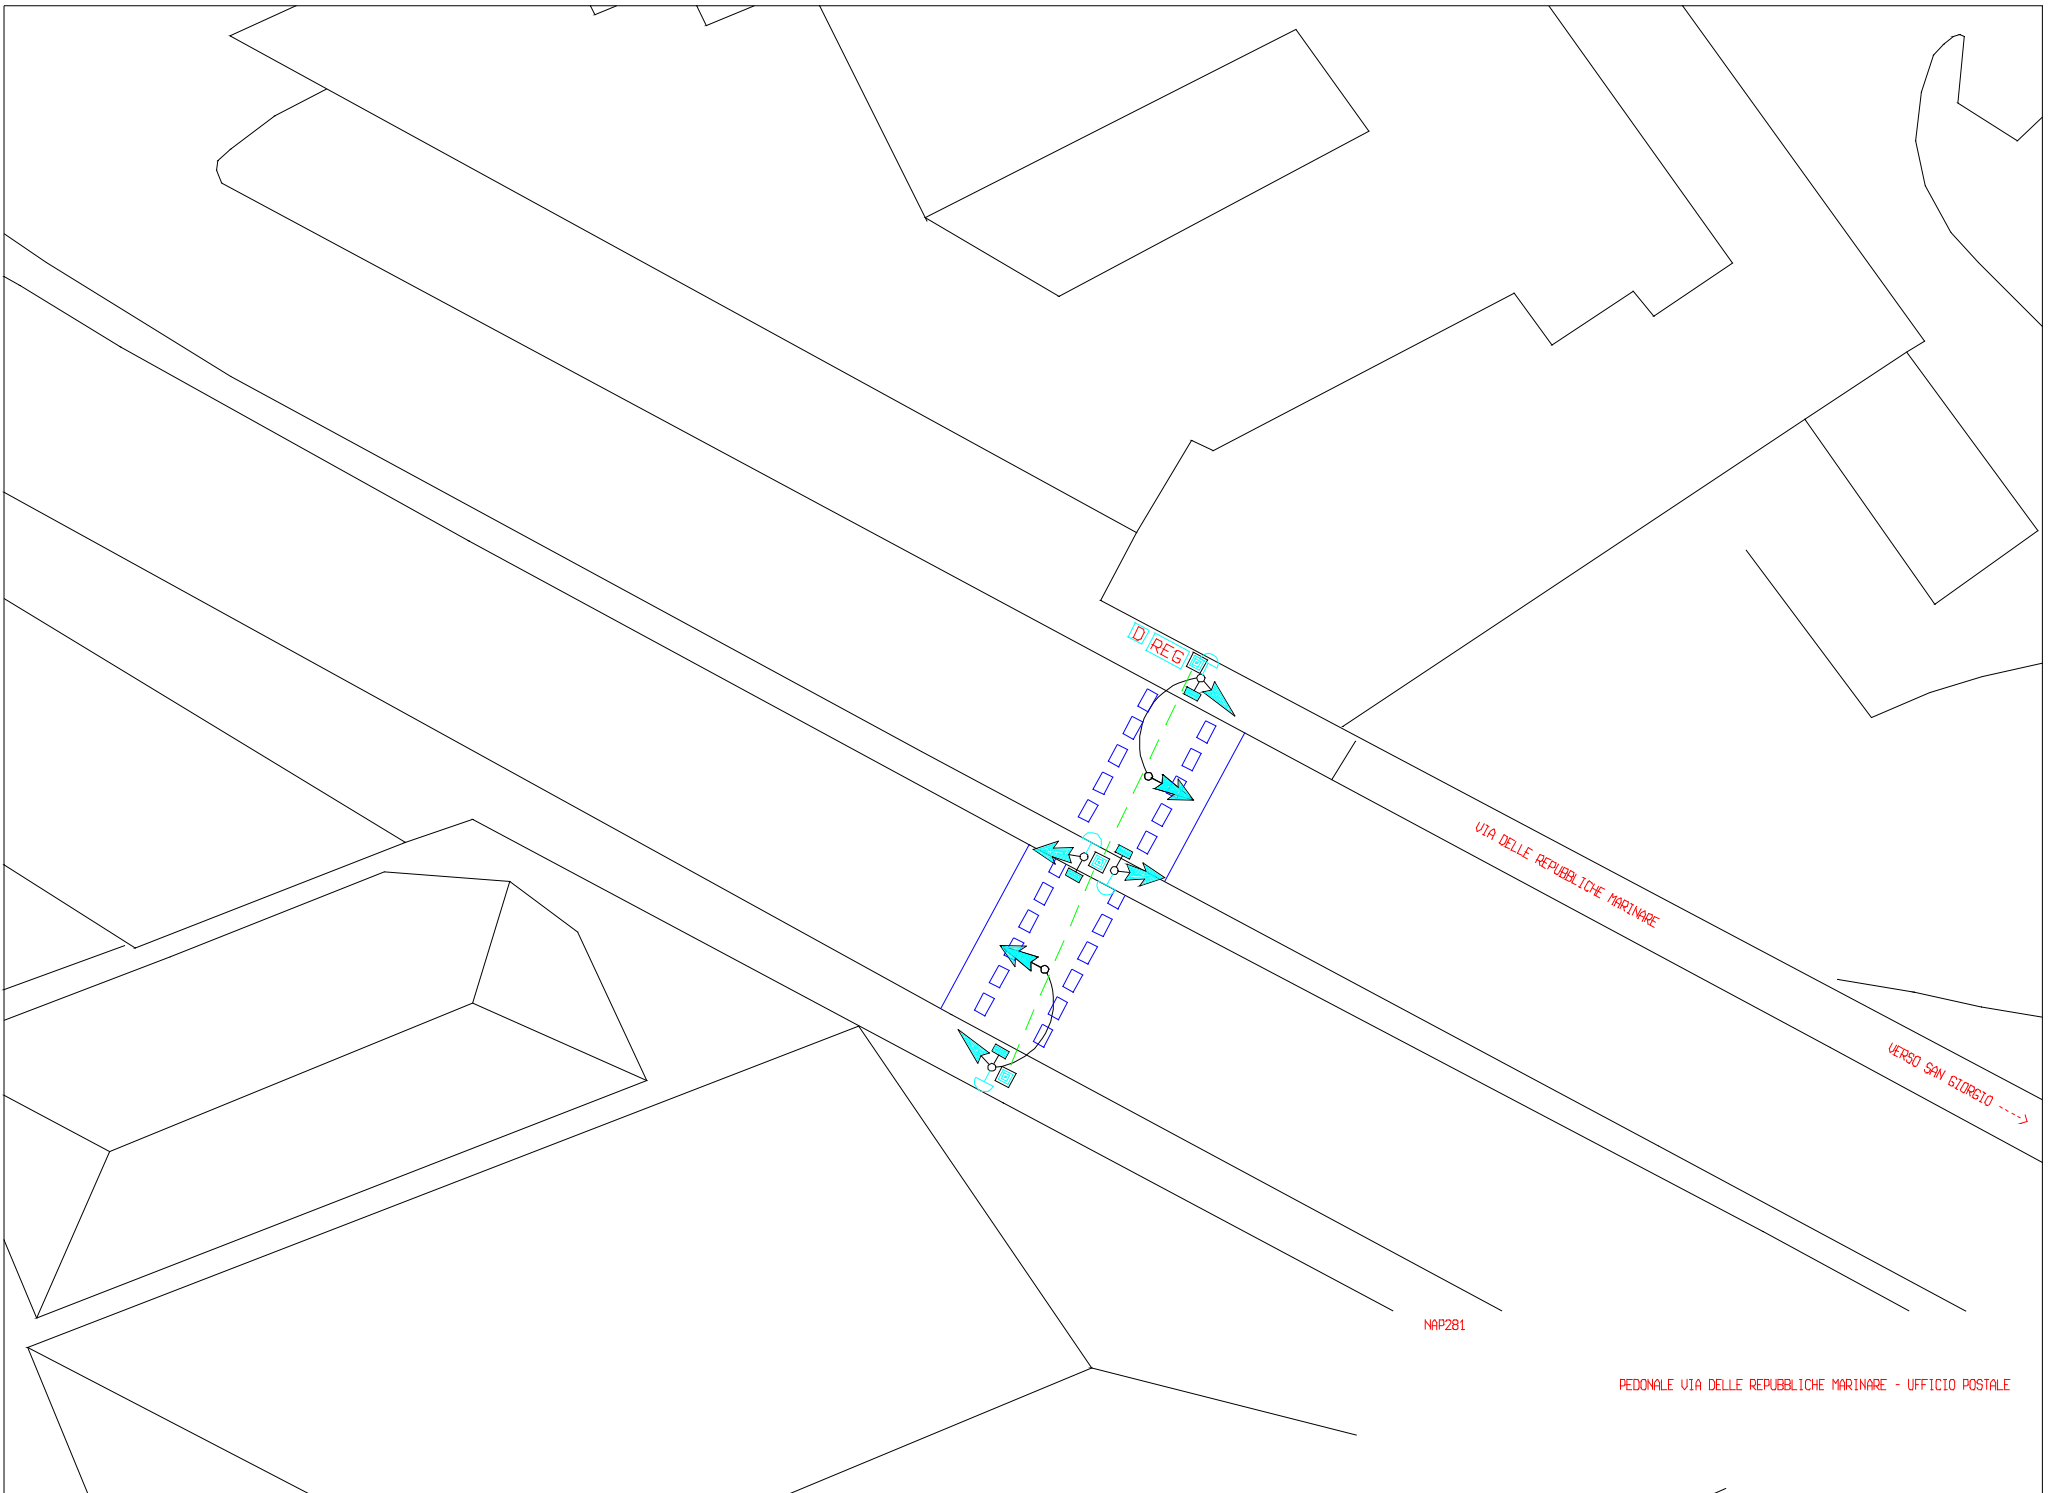 D REG
VIA DELLE REPUBBLICHE MARINARE
VERSO SAN GIORGIO ---->
NAP281
PEDONALE VIA DELLE REPUBBLICHE MARINARE - UFFICIO POSTALE